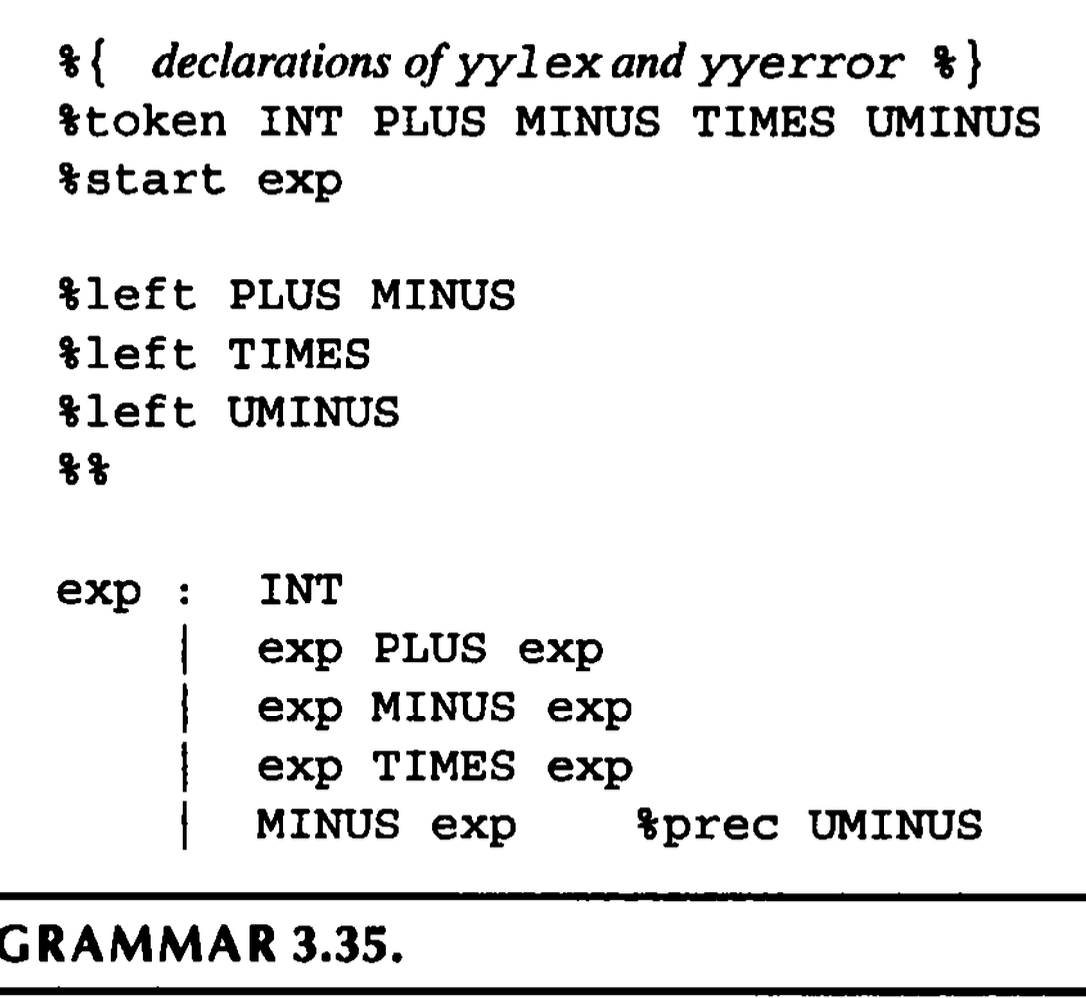 %{ declarations of yylex and yyerror %}
%token INT PLUS MINUS TIMES UMINUS
%start exp
%left PLUS MINUS
%left TIMES
%left UMINUS
%%
exp : INT
| exp PLUS exp
| exp MINUS exp
| exp TIMES exp
| MINUS exp %prec UMINUS
GRAMMAR 3.35.